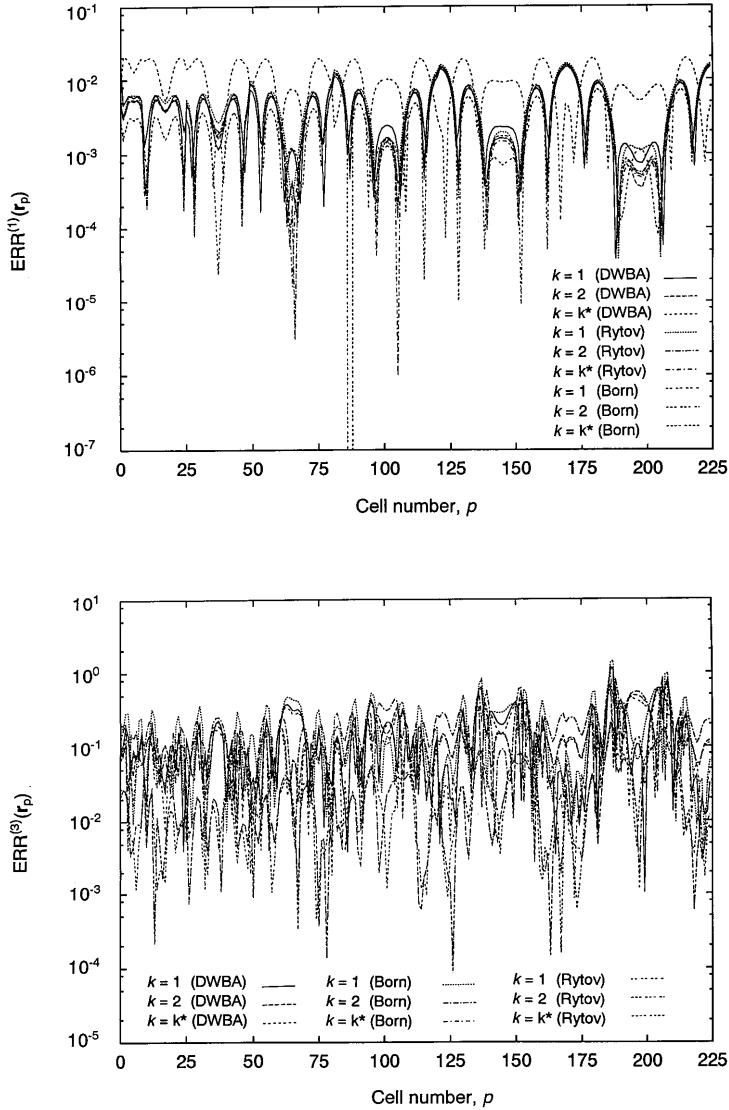 10^-1
10^-2
10^-3
10^-4
10^-5
10^-6
10^-7
ERR^(1)(r_p)
k = 1 (DWBA)
k = 2 (DWBA)
k = k* (DWBA)
k = 1 (Rytov)
k = 2 (Rytov)
k = k* (Rytov)
k = 1 (Born)
k = 2 (Born)
k = k* (Born)
0 25 50 75 100 125 150 175 200 225
Cell number, p
10^1
10^0
10^-1
10^-2
10^-3
10^-4
10^-5
ERR^(3)(r_p)
k = 1 (DWBA) k = 1 (Born) k = 1 (Rytov)
k = 2 (DWBA) k = 2 (Born) k = 2 (Rytov)
k = k* (DWBA) k = k* (Born) k = k* (Rytov)
0 25 50 75 100 125 150 175 200 225
Cell number, p